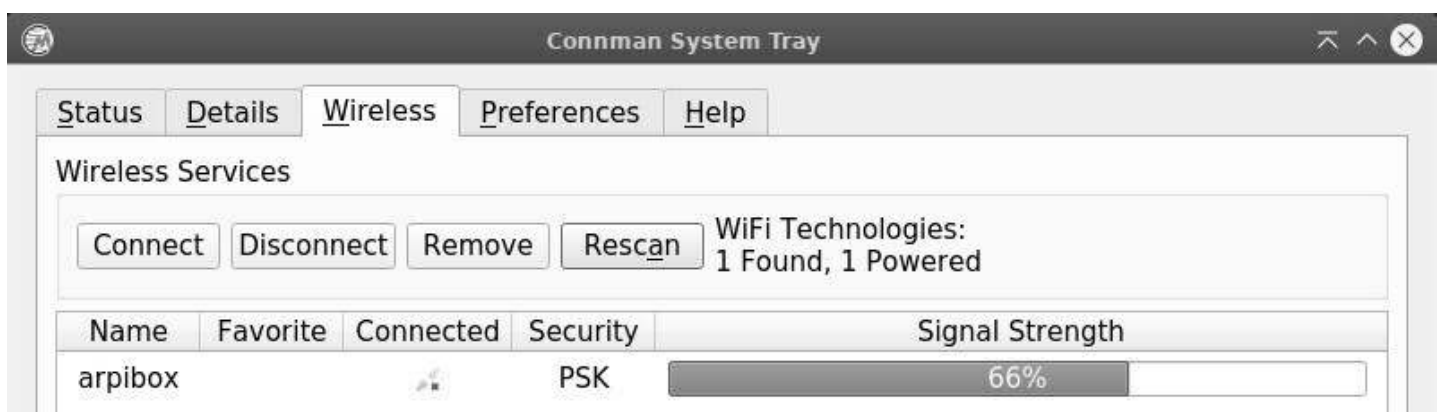 Connman System Tray
Status Details Wireless Preferences Help
Wireless Services
Connect Disconnect Remove Rescan WiFi Technologies:
1 Found, 1 Powered
Name Favorite Connected Security Signal Strength
arpibox PSK 66%